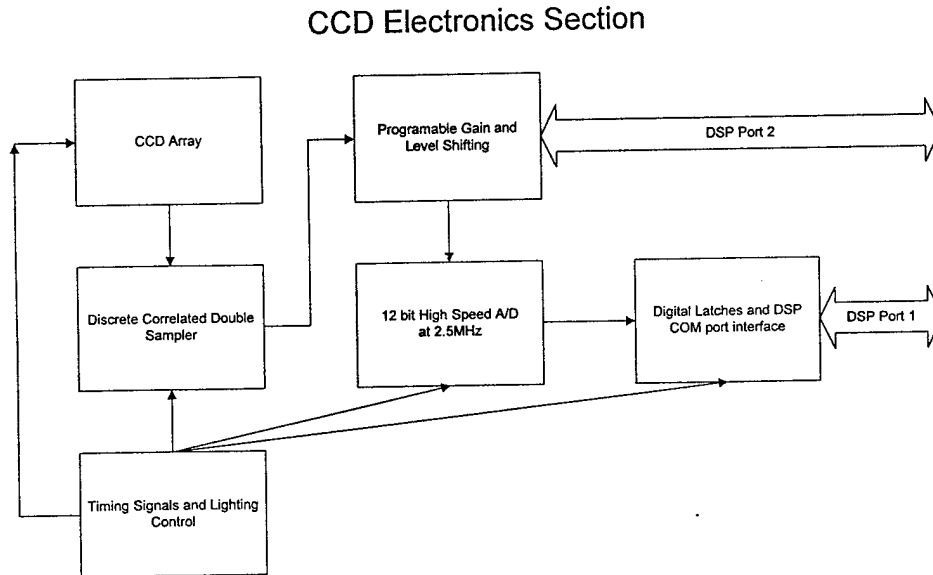 CCD Electronics Section
CCD Array
Programable Gain and
Level Shifting
DSP Port 2
Discrete Correlated Double
Sampler
12 bit High Speed A/D
at 2.5MHz
Digital Latches and DSP
COM port interface
DSP Port 1
Timing Signals and Lighting
Control